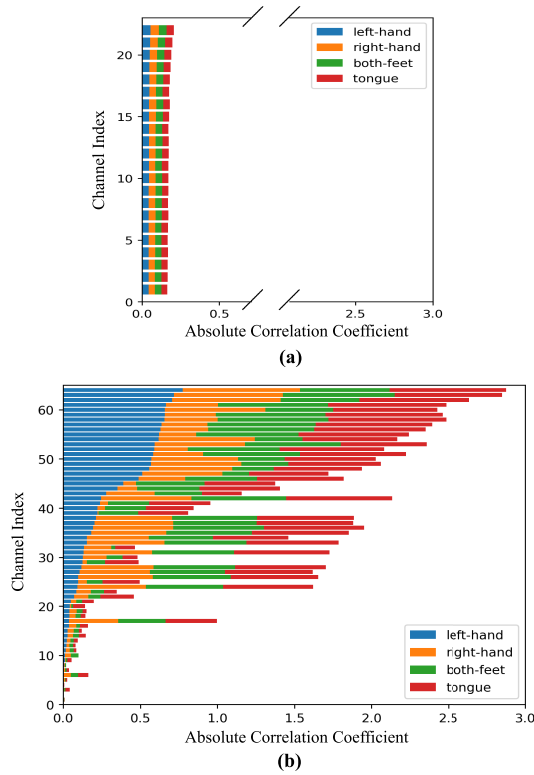 left-hand
right-hand
both-feet
tongue
20
15
10
5
0
Channel Index
0.0 0.5 2.5 3.0
Absolute Correlation Coefficient
(a)
60
50
40
30
20
10
0
Channel Index
left-hand
right-hand
both-feet
tongue
0.0 0.5 1.0 1.5 2.0 2.5 3.0
Absolute Correlation Coefficient
(b)